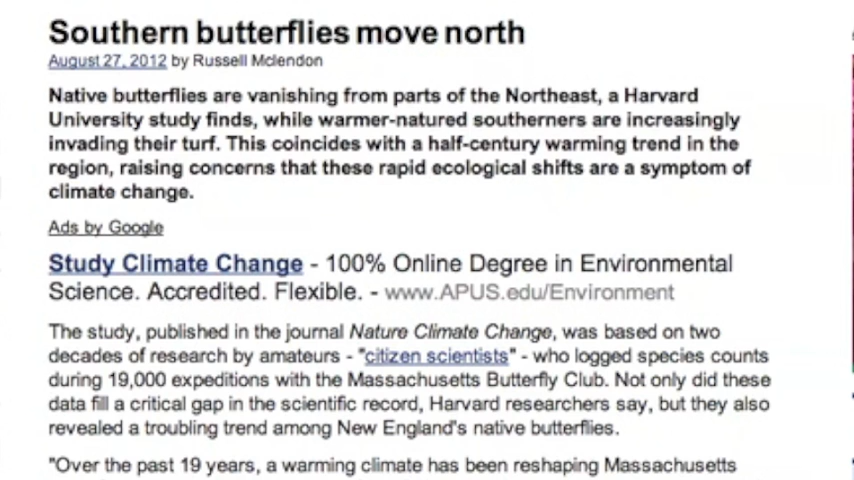 Southern butterflies move north
August 27, 2012 by Russell Mclendon
Native butterflies are vanishing from parts of the Northeast, a Harvard
University study finds, while warmer-natured southerners are increasingly
invading their turf. This coincides with a half-century warming trend in the
region, raising concerns that these rapid ecological shifts are a symptom of
climate change.
Ads by Google
Study Climate Change - 100% Online Degree in Environmental
Science. Accredited. Flexible. - www.APUS.edu/Environment
The study, published in the journal Nature Climate Change, was based on two
decades of research by amateurs - "citizen scientists" - who logged species counts
during 19,000 expeditions with the Massachusetts Butterfly Club. Not only did these
data fill a critical gap in the scientific record, Harvard researchers say, but they also
revealed a troubling trend among New England's native butterflies.
"Over the past 19 years, a warming climate has been reshaping Massachusetts